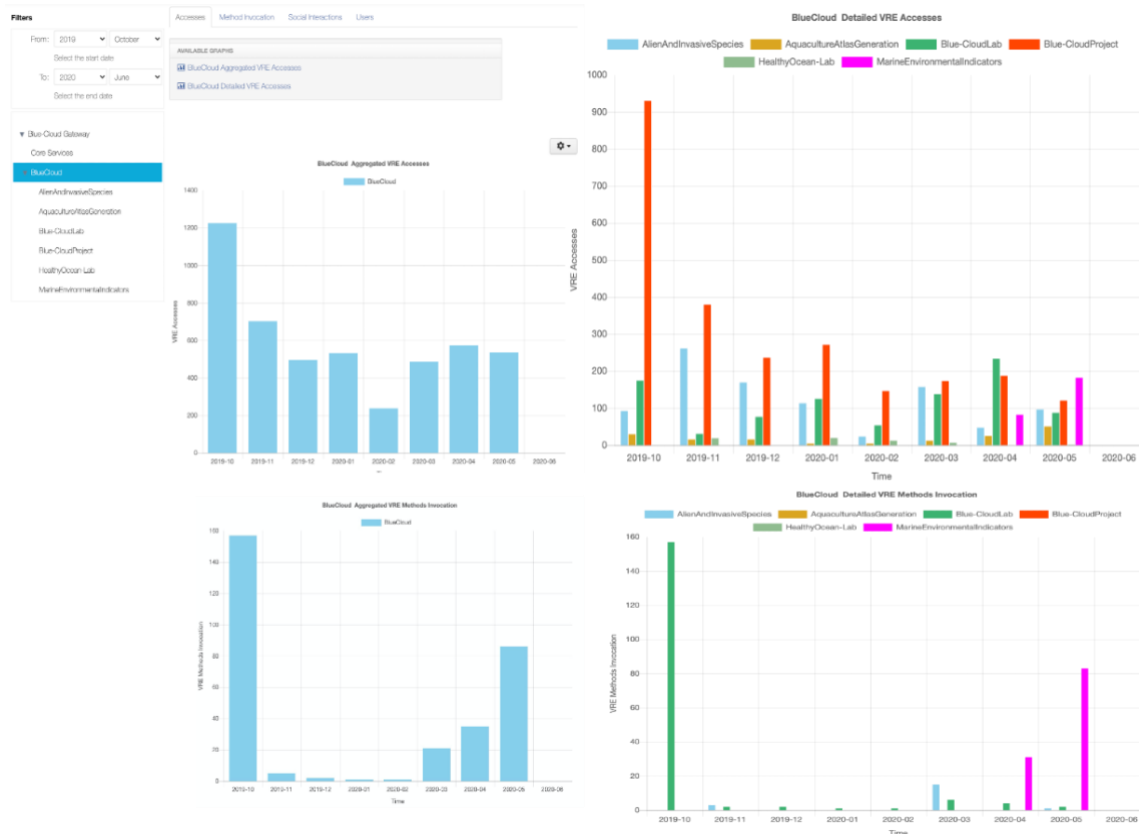 Filters
From: 2019 October
Select the start date
To: 2020 June
Select the end date
Blue-Cloud Gateway
Core Services
BlueCloud
AlienAndInvasiveSpecies
AquacultureAtlasGeneration
Blue-CloudLab
Blue-CloudProject
HealthyOcean-Lab
MarineEnvironmentalIndicators
Accesses Method Invocation Social Interactions Users
AVAILABLE GRAPHS
BlueCloud Aggregated VRE Accesses
BlueCloud Detailed VRE Accesses
BlueCloud Aggregated VRE Accesses
BlueCloud
VRE Accesses
1400
1200
1000
800
600
400
200
0
2019-10 2019-11 2019-12 2020-01 2020-02 2020-03 2020-04 2020-05 2020-06
BlueCloud Detailed VRE Accesses
AlienAndInvasiveSpecies AquacultureAtlasGeneration Blue-CloudLab Blue-CloudProject
HealthyOcean-Lab MarineEnvironmentalIndicators
VRE Accesses
1000
900
800
700
600
500
400
300
200
100
0
2019-10 2019-11 2019-12 2020-01 2020-02 2020-03 2020-04 2020-05 2020-06
Time
BlueCloud Aggregated VRE Methods Invocation
BlueCloud
VRE Methods Invocation
160
140
120
100
80
60
40
20
0
2019-10 2019-11 2019-12 2020-01 2020-02 2020-03 2020-04 2020-05 2020-06
Time
BlueCloud Detailed VRE Methods Invocation
AlienAndInvasiveSpecies AquacultureAtlasGeneration Blue-CloudLab Blue-CloudProject
HealthyOcean-Lab MarineEnvironmentalIndicators
VRE Methods Invocation
160
140
120
100
80
60
40
20
0
2019-10 2019-11 2019-12 2020-01 2020-02 2020-03 2020-04 2020-05 2020-06
Time